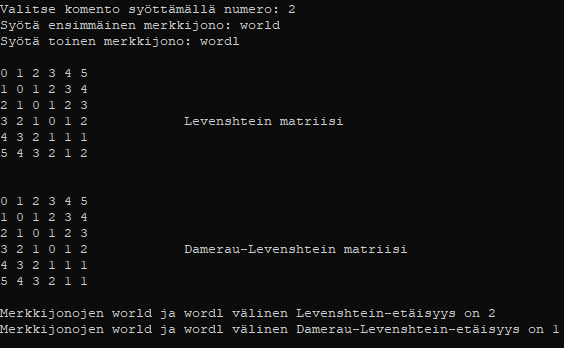 Valitse komento syöttämällä numero: 2
Syötä ensimmäinen merkkijono: world
Syötä toinen merkkijono: wordl
0 1 2 3 4 5
1 0 1 2 3 4
2 1 0 1 2 3
3 2 1 0 1 2 Levenshtein matriisi
4 3 2 1 1 1
5 4 3 2 1 2
0 1 2 3 4 5
1 0 1 2 3 4
2 1 0 1 2 3
3 2 1 0 1 2 Damerau-Levenshtein matriisi
4 3 2 1 1 1
5 4 3 2 1 1
Merkkijonojen world ja wordl välinen Levenshtein-etäisyys on 2
Merkkijonojen world ja wordl välinen Damerau-Levenshtein-etäisyys on 1